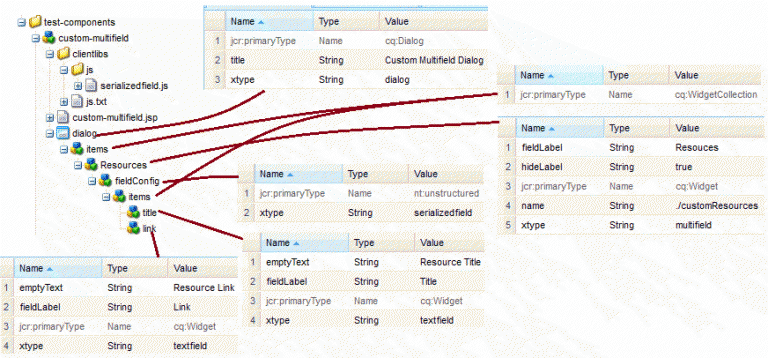 test-components
custom-multifield
clientlibs
js
serializedfield.js
js.txt
custom-multifield.jsp
dialog
items
Resources
fieldConfig
items
title
link
Name Type Value
1 jcr:primaryType Name cq:Dialog
2 title String Custom Multifield Dialog
3 xtype String dialog
Name Type Value
1 jcr:primaryType Name cq:WidgetCollection
Name Type Value
1 fieldLabel String Resouces
2 hideLabel String true
3 jcr:primaryType Name cq:Widget
4 name String ./customResources
5 xtype String multifield
Name Type Value
1 jcr:primaryType Name nt:unstructured
2 xtype String serializedfield
Name Type Value
1 emptyText String Resource Title
2 fieldLabel String Title
3 jcr:primaryType Name cq:Widget
4 xtype String textfield
Name Type Value
1 emptyText String Resource Link
2 fieldLabel String Link
3 jcr:primaryType Name cq:Widget
4 xtype String textfield